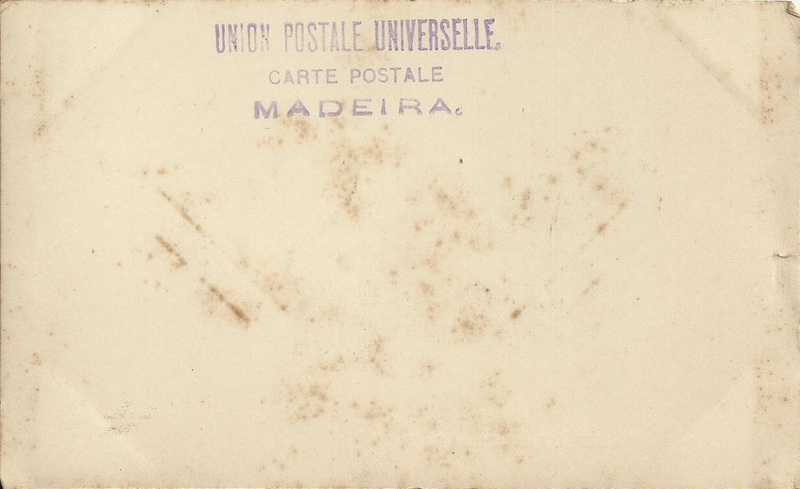 UNION POSTALE UNIVERSELLE.
CARTE POSTALE
MADEIRA.